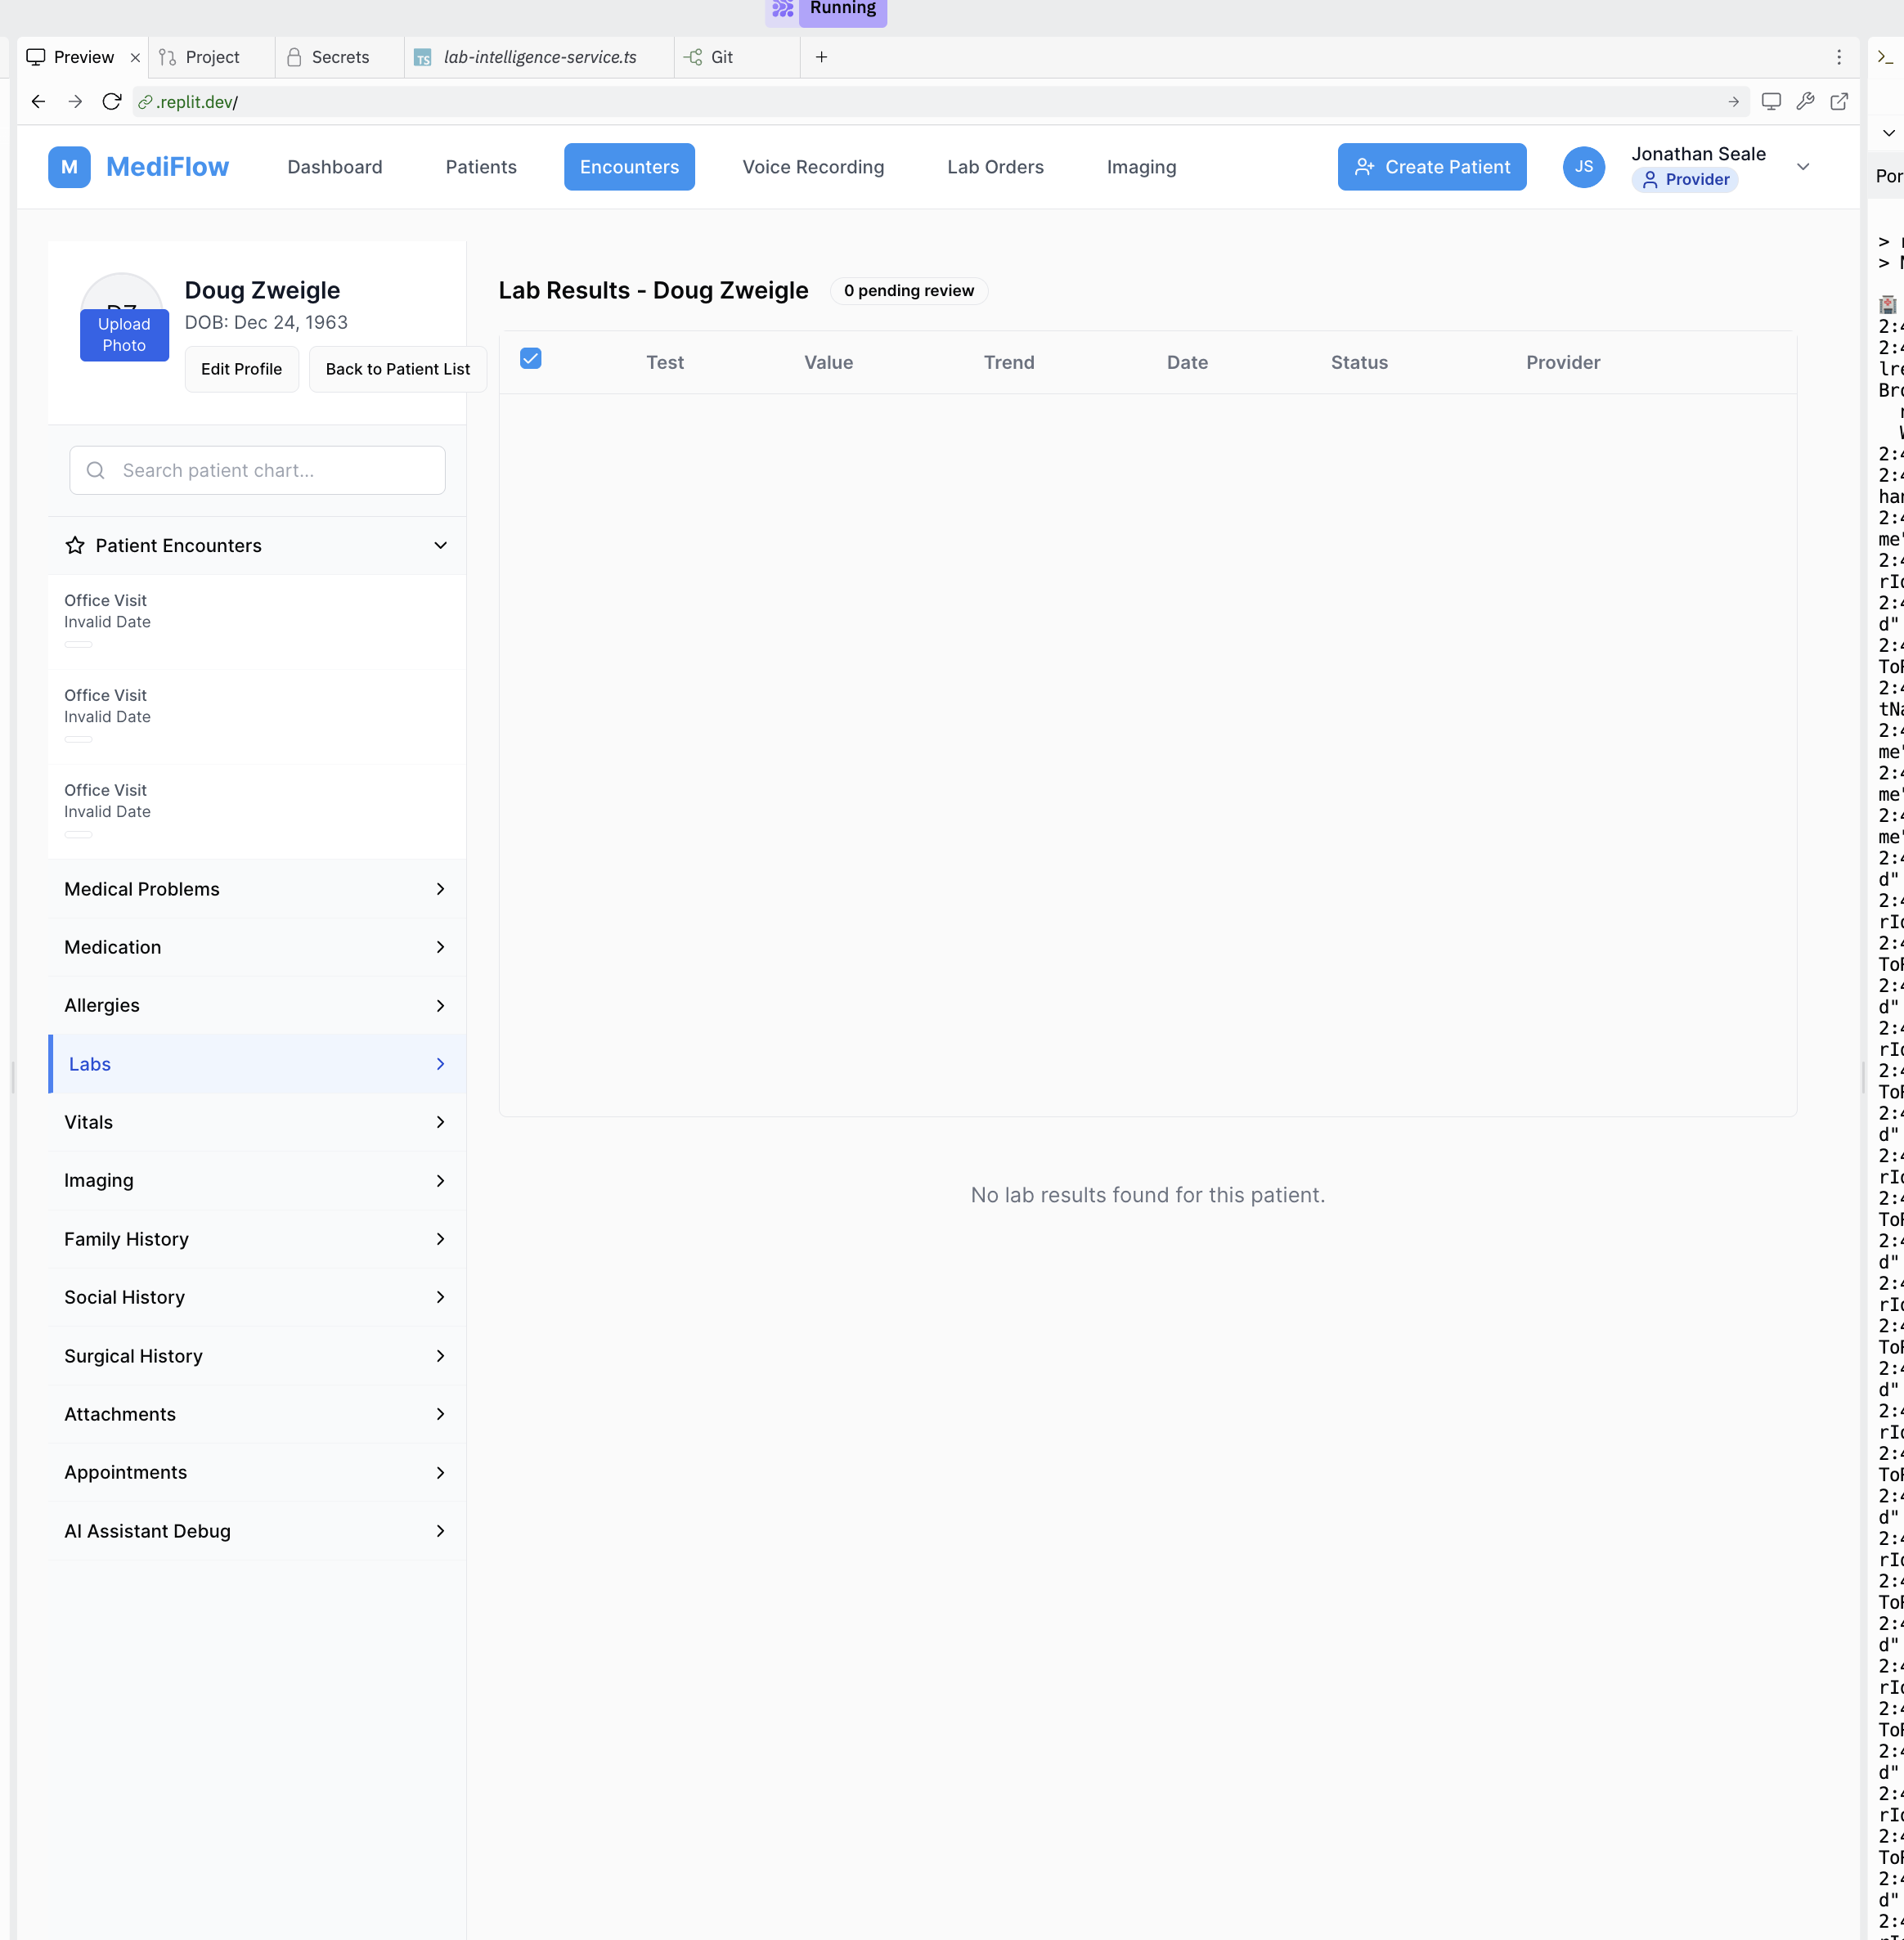 Running
Preview
Project
Secrets
TS lab-intelligence-service.ts
Git
.replit.dev/
M MediFlow
Dashboard
Patients
Encounters
Voice Recording
Lab Orders
Imaging
Create Patient
JS
Jonathan Seale
Provider
Doug Zweigle
DOB: Dec 24, 1963
Upload
Photo
Edit Profile
Back to Patient List
Search patient chart...
Patient Encounters
Office Visit
Invalid Date
Office Visit
Invalid Date
Office Visit
Invalid Date
Medical Problems
Medication
Allergies
Labs
Vitals
Imaging
Family History
Social History
Surgical History
Attachments
Appointments
AI Assistant Debug
Lab Results - Doug Zweigle
0 pending review
Test
Value
Trend
Date
Status
Provider
No lab results found for this patient.